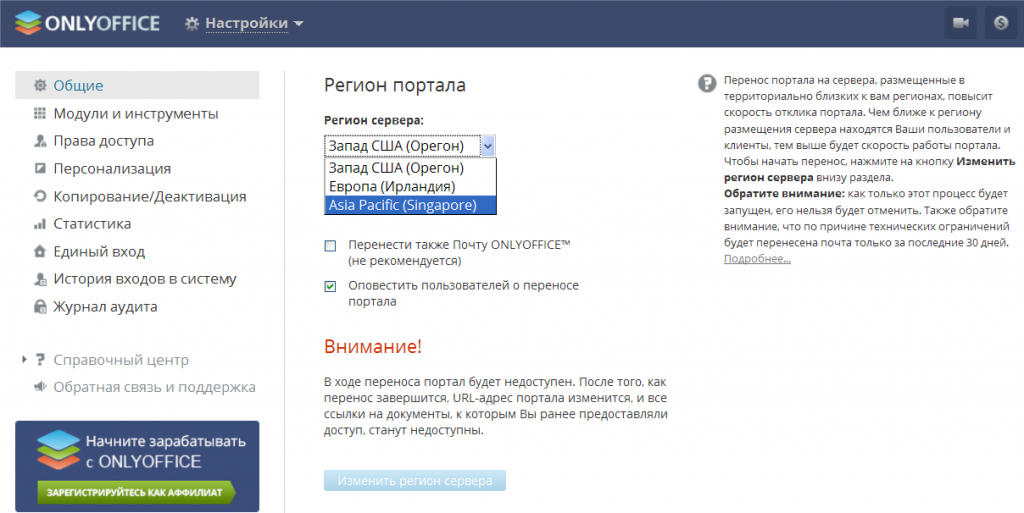 ONLYOFFICE
Настройки
Общие
Модули и инструменты
Права доступа
Персонализация
Копирование/Деактивация
Статистика
Единый вход
История входов в систему
Журнал аудита
Справочный центр
Обратная связь и поддержка
Начните зарабатывать
с ONLYOFFICE
ЗАРЕГИСТРИРУЙТЕСЬ КАК АФФИЛИАТ
Регион портала
Регион сервера:
Запад США (Орегон)
Запад США (Орегон)
Европа (Ирландия)
Asia Pacific (Singapore)
Перенести также Почту ONLYOFFICE™
(не рекомендуется)
Оповестить пользователей о переносе
портала
Внимание!
В ходе переноса портал будет недоступен. После того, как
перенос завершится, URL-адрес портала изменится, и все
ссылки на документы, к которым Вы ранее предоставляли
доступ, станут недоступны.
Изменить регион сервера
Перенос портала на сервера, размещенные в
территориально близких к вам регионах, повысит
скорость отклика портала. Чем ближе к региону
размещения сервера находятся Ваши пользователи и
клиенты, тем выше будет скорость работы портала.
Чтобы начать перенос, нажмите на кнопку Изменить
регион сервера внизу раздела.
Обратите внимание: как только этот процесс будет
запущен, его нельзя будет отменить. Также обратите
внимание, что по причине технических ограничений
будет перенесена почта только за последние 30 дней.
Подробнее...